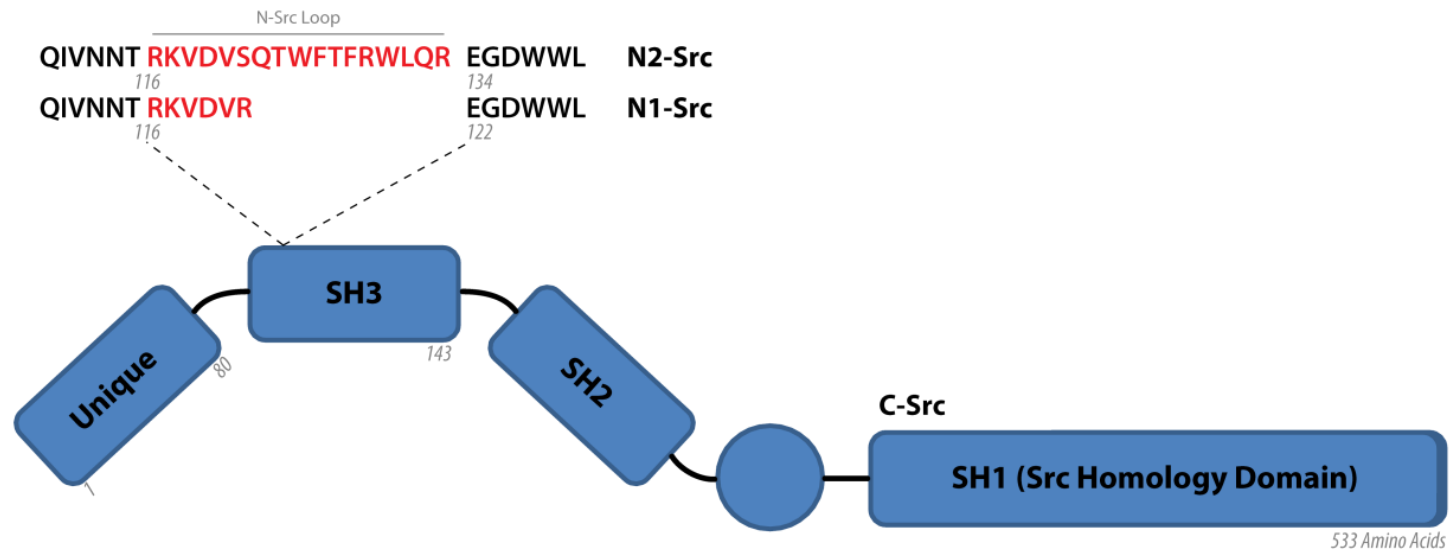 N-Src Loop
QIVNNT RKVDVSQTWFTFRWLQR EGDWWL N2-Src
116 134
QIVNNT RKVDVR EGDWWL N1-Src
116 122
SH3
143
Unique
80
1
SH2
C-Src
SH1 (Src Homology Domain)
533 Amino Acids